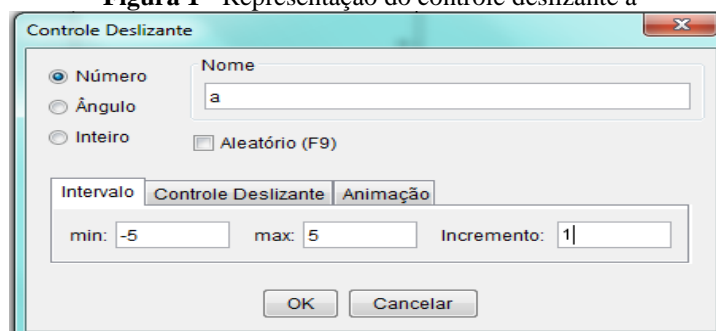 Figura 1 - Representação do controle deslizante a
Controle Deslizante
Número
Ângulo
Inteiro
Nome
a
Aleatório (F9)
Intervalo Controle Deslizante Animação
min: -5 max: 5 Incremento: 1
OK Cancelar